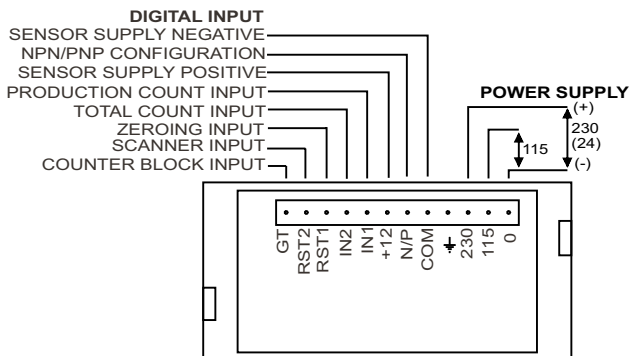 DIGITAL INPUT
SENSOR SUPPLY NEGATIVE
NPN/PNP CONFIGURATION
SENSOR SUPPLY POSITIVE
PRODUCTION COUNT INPUT
TOTAL COUNT INPUT
ZEROING INPUT
SCANNER INPUT
COUNTER BLOCK INPUT
POWER SUPPLY
(+)
230
(24)
115
(-)
GT
RST2
RST1
IN2
IN1
+12
N/P
COM
230
115
0